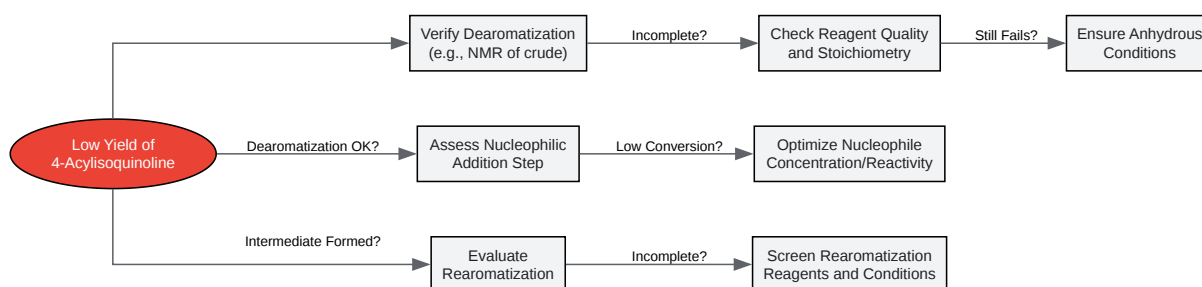 Verify Dearomatization
(e.g., NMR of crude)
Incomplete?
Check Reagent Quality
and Stoichiometry
Still Fails?
Ensure Anhydrous
Conditions
Low Yield of
4-Acylisoquinoline
Dearomatization OK?
Assess Nucleophilic
Addition Step
Low Conversion?
Optimize Nucleophile
Concentration/Reactivity
Intermediate Formed?
Evaluate
Rearomatization
Incomplete?
Screen Rearomatization
Reagents and Conditions